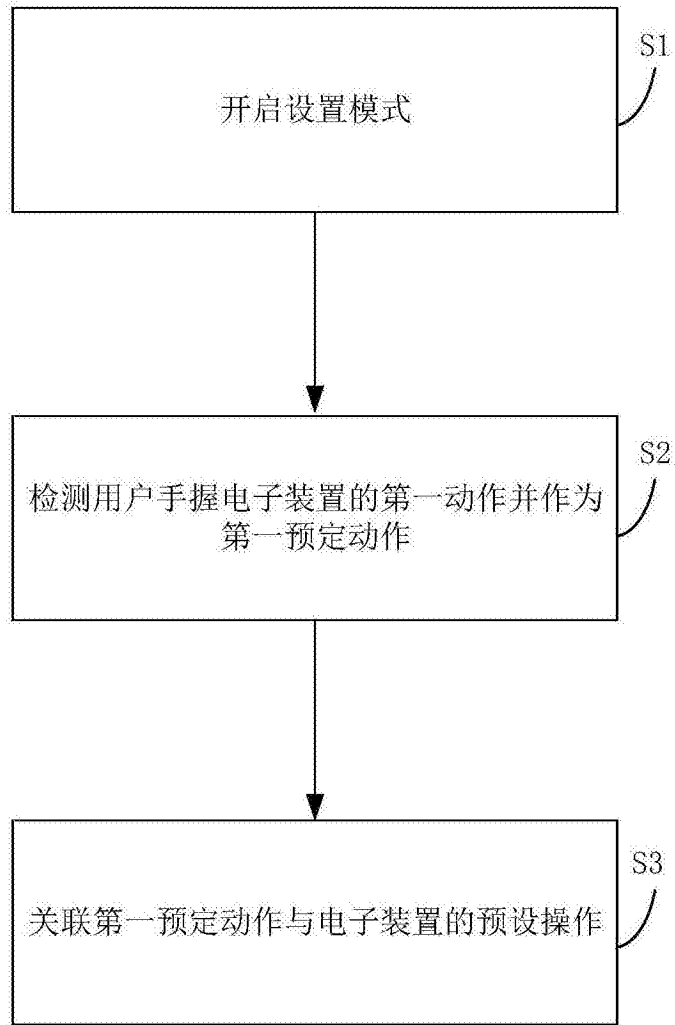 S1
开启设置模式
S2
检测用户手握电子装置的第一动作并作为
第一预定动作
S3
关联第一预定动作与电子装置的预设操作